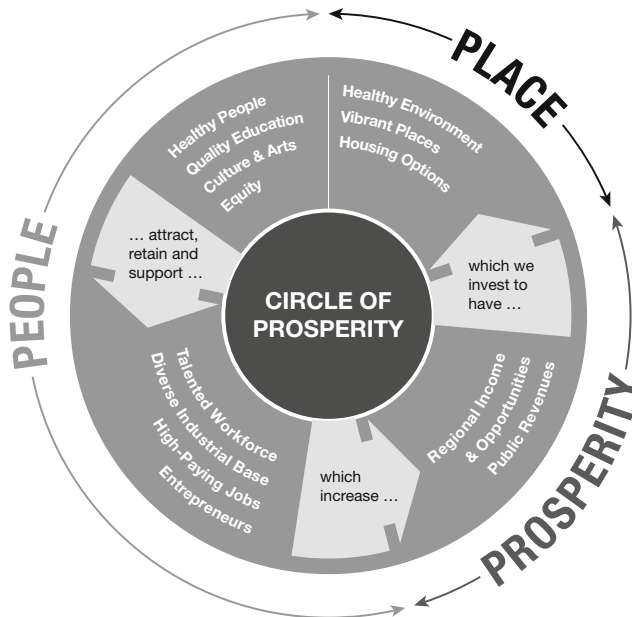 PLACE
Healthy People
Quality Education
Culture & Arts
Equity
Healthy Environment
Vibrant Places
Housing Options
… attract,
retain and
support …
which we
invest to
have …
PEOPLE
CIRCLE OF
PROSPERITY
Talented Workforce
Diverse Industrial Base
High-Paying Jobs
Entrepreneurs
which
increase …
Regional Income
& Opportunities
Public Revenues
PROSPERITY